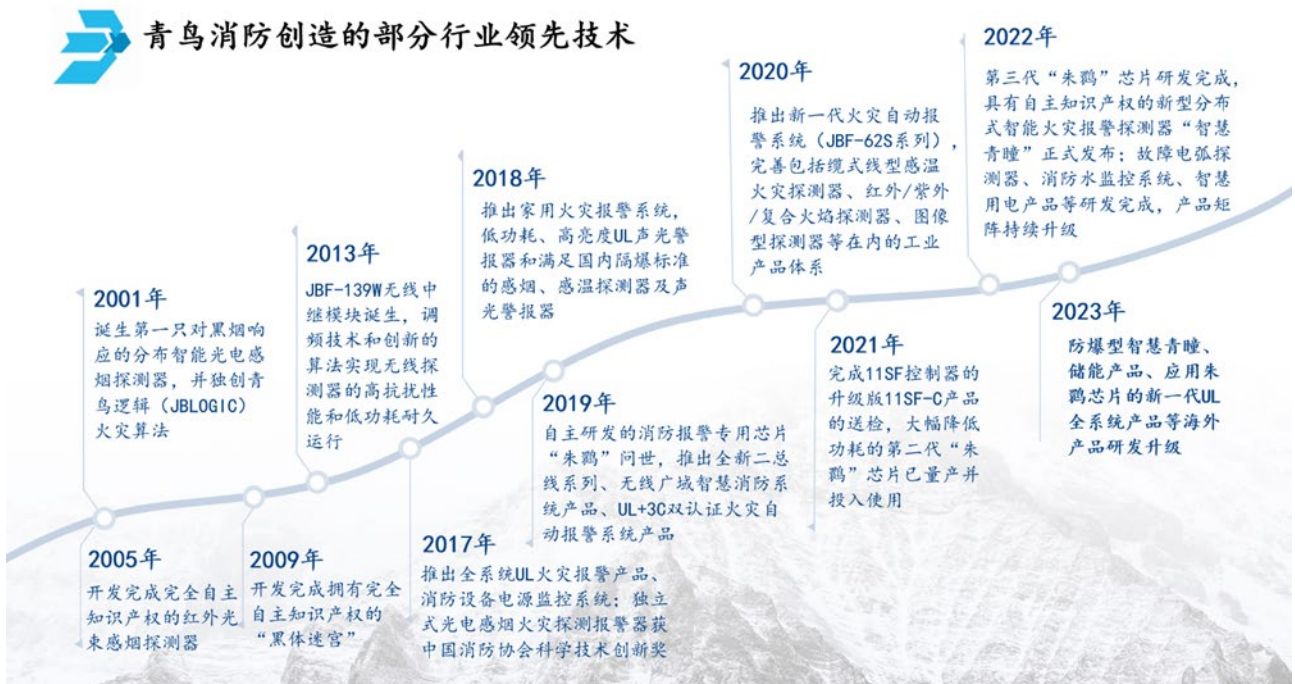 青鸟消防创造的部分行业领先技术
2001年
诞生第一只对黑烟响
应的分布智能光电感
烟探测器，并独创青
鸟逻辑（JBLOGIC）
火灾算法
2005年
开发完成完全自主
知识产权的红外光
束感烟探测器
2009年
开发完成拥有完全
自主知识产权的
“黑体迷宫”
2013年
JBF-139W无线中
继模块诞生，调
频技术和创新的
算法实现无线探
测器的高抗扰性
能和低功耗耐久
运行
2017年
推出全系统UL火灾报警产品、
消防设备电源监控系统；独立
式光电感烟火灾探测报警器获
中国消防协会科学技术创新奖
2018年
推出家用火灾报警系统，
低功耗、高亮度UL声光警
报器和满足国内隔爆标准
的感烟、感温探测器及声
光警报器
2019年
自主研发的消防报警专用芯片
“朱鹮”问世，推出全新二总
线系列、无线广域智慧消防系
统产品、UL+3C双认证火灾自
动报警系统产品
2020年
推出新一代火灾自动报
警系统（JBF-62S系列），
完善包括缆式线型感温
火灾探测器、红外/紫外
/复合火焰探测器、图像
型探测器等在内的工业
产品体系
2021年
完成11SF控制器的
升级版11SF-C产品
的送检，大幅降低
功耗的第二代“朱
鹮”芯片已量产并
投入使用
2022年
第三代“朱鹮”芯片研发完成，
具有自主知识产权的新型分布
式智能火灾报警探测器“智慧
青瞳”正式发布；故障电弧探
测器、消防水监控系统、智慧
用电产品等研发完成，产品矩
阵持续升级
2023年
防爆型智慧青瞳、
储能产品、应用朱
鹮芯片的新一代UL
全系统产品等海外
产品研发升级